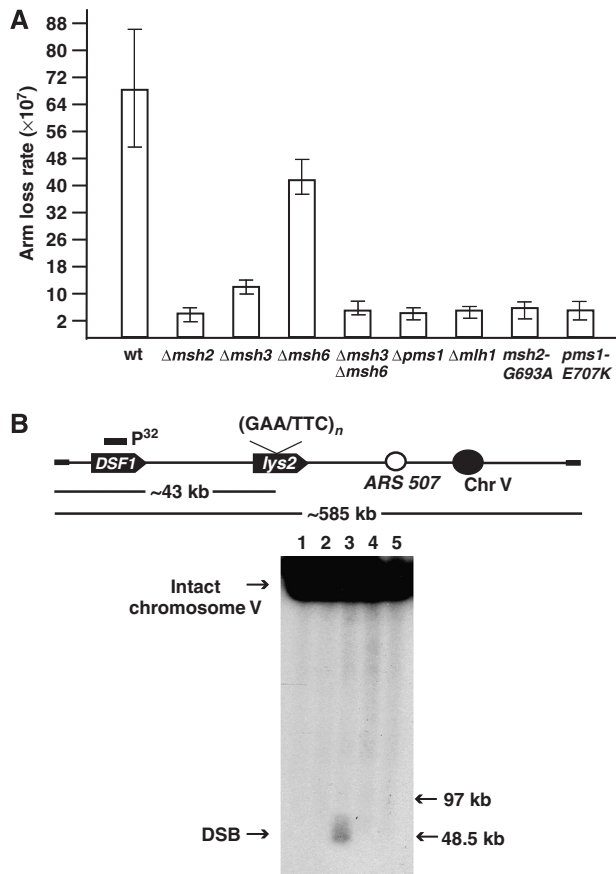 A
Arm loss rate (×10⁷)
88
80
72
64
56
48
42
32
26
18
10
2
wt
Δmsh2
Δmsh3
Δmsh6
Δmsh3
Δmsh6
Δpms1
Δmlh1
msh2-
G693A
pms1-
E707K
B
P³²
(GAA/TTC)n
DSF1
lys2
ARS 507
Chr V
~43 kb
~585 kb
1 2 3 4 5
Intact
chromosome V
97 kb
DSB
48.5 kb